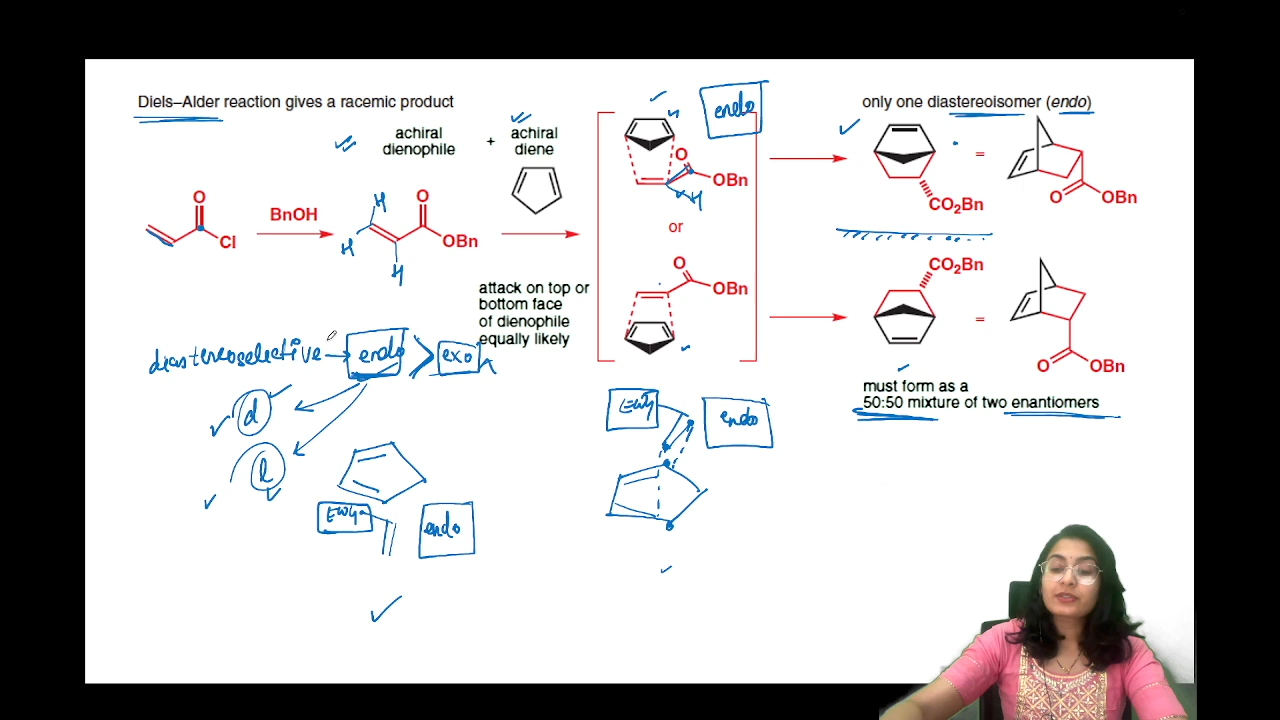 Diels–Alder reaction gives a racemic product
achiral
dienophile
+
achiral
diene
endo
only one diastereoisomer (endo)
O
Cl
BnOH
H
H
H
O
OBn
O
OBn
H
or
O
OBn
CO₂Bn
=
O
OBn
attack on top or
bottom face
of dienophile
equally likely
CO₂Bn
=
O
OBn
must form as a
50:50 mixture of two enantiomers
diastereoselective → endo > exo
d
l
EWG
endo
EWG
endo